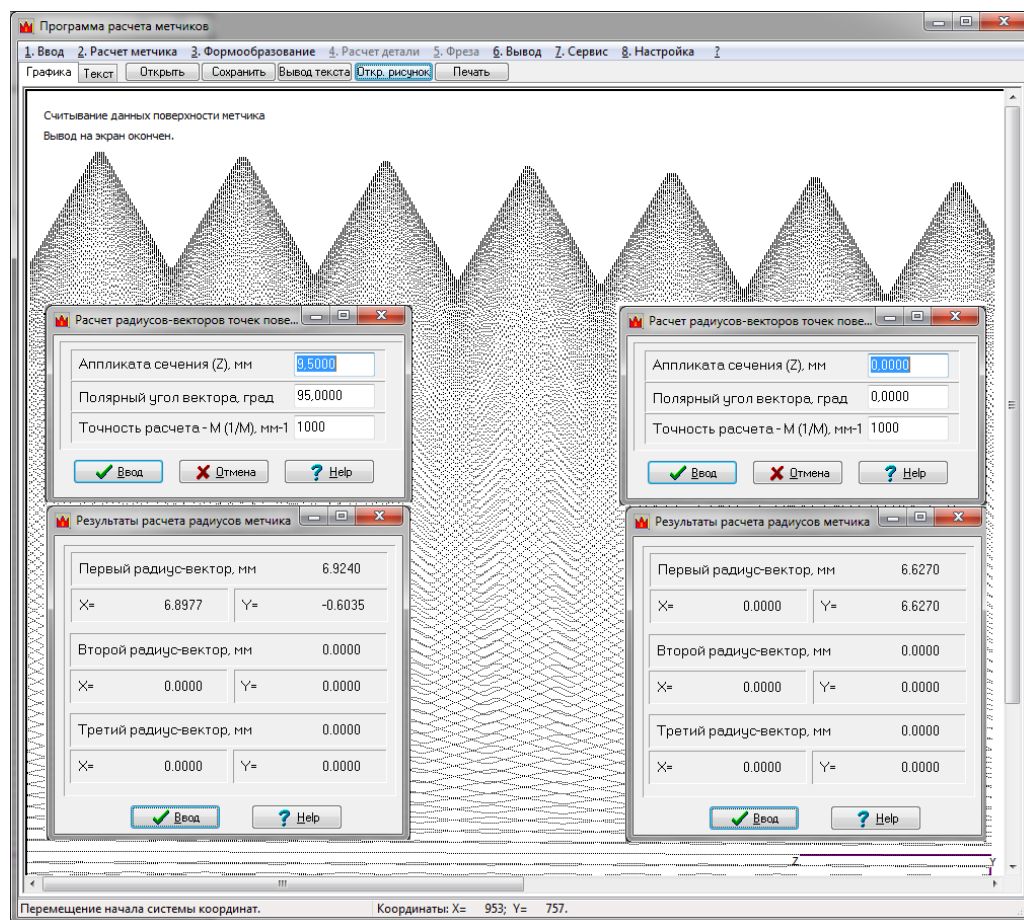 Программа расчета метчиков
1. Ввод 2. Расчет метчика 3. Формообразование 4. Расчет детали 5. Фреза 6. Вывод 7. Сервис 8. Настройка ?
Графика Текст Открыть Сохранить Вывод текста Откр. рисунок Печать
Считывание данных поверхности метчика
Вывод на экран окончен.
Расчет радиусов-векторов точек пове...
Аппликата сечения (Z), мм 9,5000
Полярный угол вектора, град 95,0000
Точность расчета - М (1/М), мм-1 1000
Ввод Отмена Help
Результаты расчета радиусов метчика
Первый радиус-вектор, мм 6.9240
X= 6.8977 Y= -0.6035
Второй радиус-вектор, мм 0.0000
X= 0.0000 Y= 0.0000
Третий радиус-вектор, мм 0.0000
X= 0.0000 Y= 0.0000
Ввод Help
Расчет радиусов-векторов точек пове...
Аппликата сечения (Z), мм 0,0000
Полярный угол вектора, град 0,0000
Точность расчета - М (1/М), мм-1 1000
Ввод Отмена Help
Результаты расчета радиусов метчика
Первый радиус-вектор, мм 6.6270
X= 0.0000 Y= 6.6270
Второй радиус-вектор, мм 0.0000
X= 0.0000 Y= 0.0000
Третий радиус-вектор, мм 0.0000
X= 0.0000 Y= 0.0000
Ввод Help
Z Y
Перемещение начала системы координат. Координаты: X= 953; Y= 757.